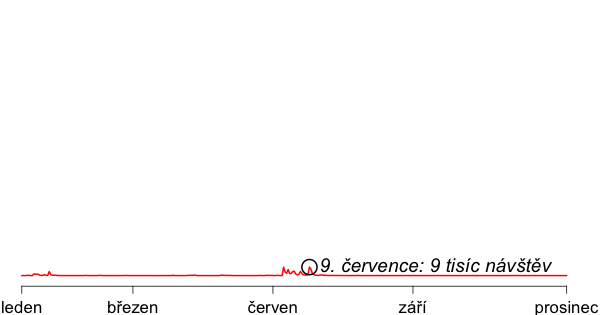 9. července: 9 tisíc návštěv
leden březen červen září prosinec